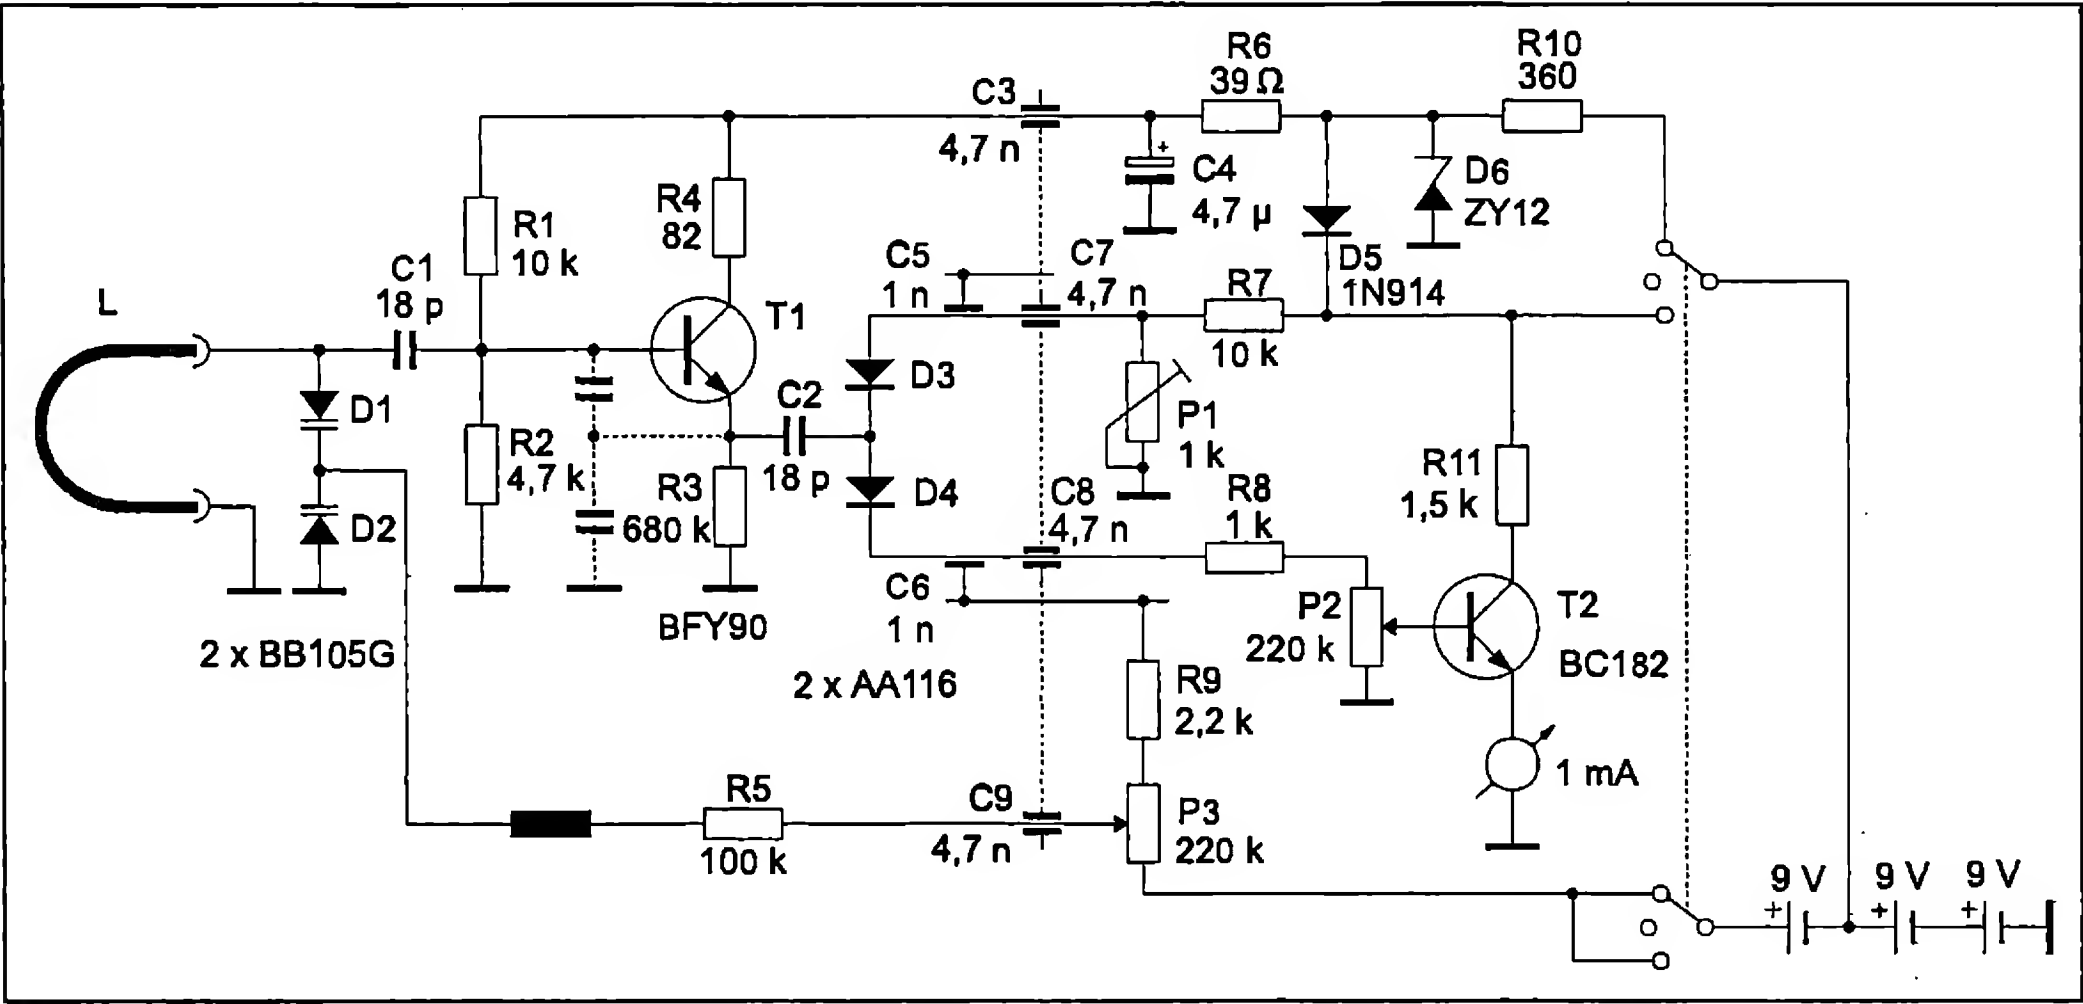 R6
39 Ω
R10
360
C3
4,7 n
+
C4
4,7 µ
D6
ZY12
R4
82
R1
10 k
C1
18 p
L
T1
C5
1 n
C7
4,7 n
R7
10 k
D5
1N914
D1
D3
C2
18 p
P1
1 k
R2
4,7 k
R3
680 k
D2
D4
C8
4,7 n
R8
1 k
R11
1,5 k
C6
1 n
BFY90
2 x BB105G
2 x AA116
P2
220 k
T2
BC182
R9
2,2 k
1 mA
R5
100 k
C9
4,7 n
P3
220 k
9 V
9 V
9 V
+
+
+